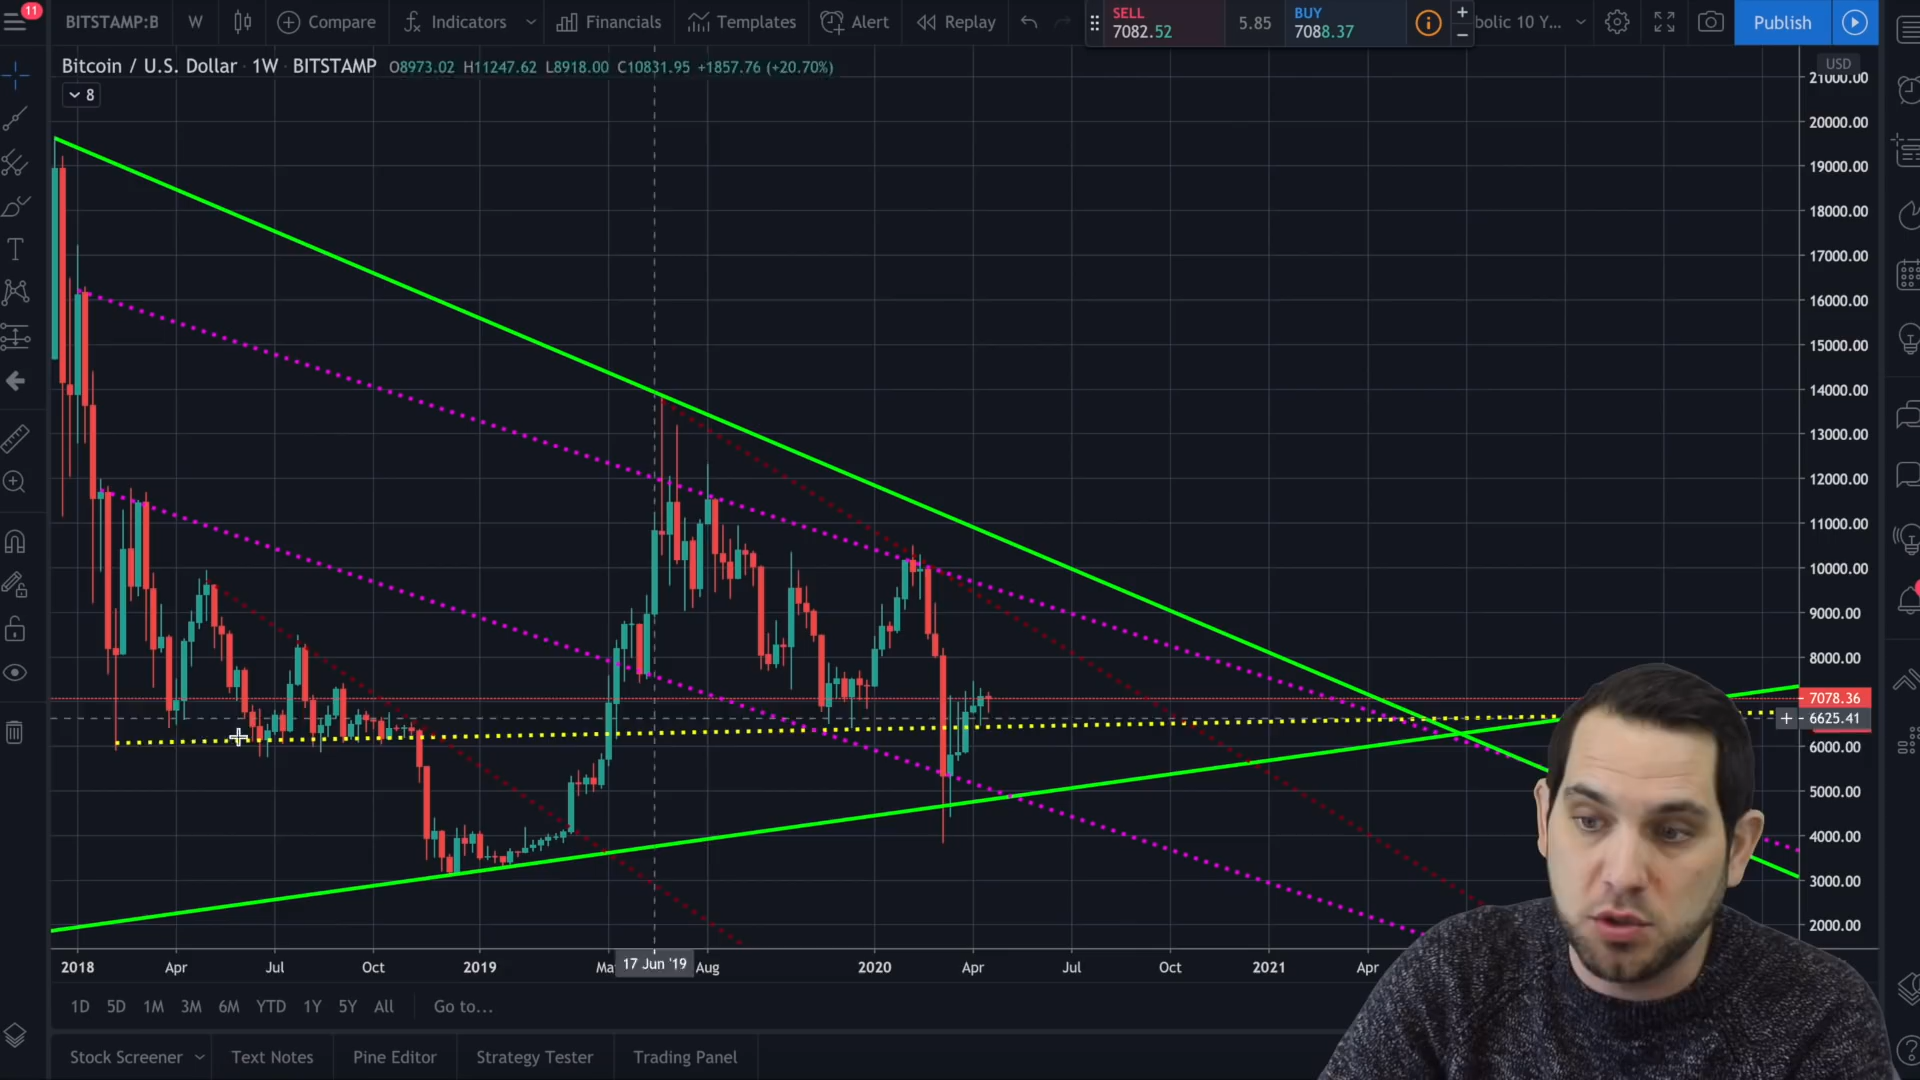 11
BITSTAMP:B
W
Compare
Indicators
Financials
Templates
Alert
Replay
SELL
7082.52
5.85
BUY
7088.37
bolic 10 Y...
Publish
Bitcoin / U.S. Dollar · 1W · BITSTAMP O8973.02 H11247.62 L8918.00 C10831.95 +1857.76 (+20.70%)
8
USD
21000.00
20000.00
19000.00
18000.00
17000.00
16000.00
15000.00
14000.00
13000.00
12000.00
11000.00
10000.00
9000.00
8000.00
7078.36
6625.41
6000.00
5000.00
4000.00
3000.00
2000.00
2018 Apr Jul Oct 2019 Ma 17 Jun '19 Aug 2020 Apr Jul Oct 2021 Apr
1D 5D 1M 3M 6M YTD 1Y 5Y All Go to...
Stock Screener Text Notes Pine Editor Strategy Tester Trading Panel